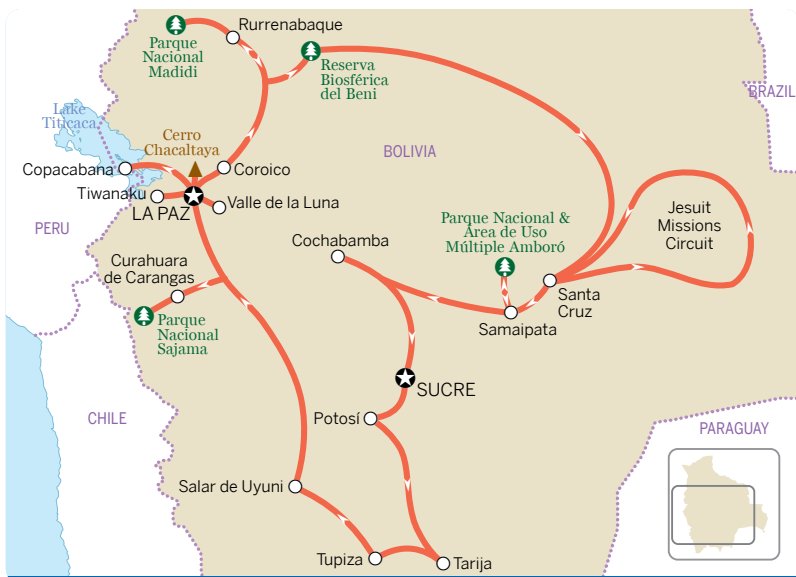 Rurrenabaque
Parque
Nacional
Madidi
Reserva
Biosférica
del Beni
BRAZIL
Lake
Titicaca
Cerro
Chacaltaya
BOLIVIA
Copacabana
Coroico
Tiwanaku
LA PAZ
Valle de la Luna
PERU
Parque Nacional &
Área de Uso
Múltiple Amboró
Jesuit
Missions
Circuit
Cochabamba
Curahuara
de Carangas
Santa
Cruz
Samaipata
Parque
Nacional
Sajama
SUCRE
CHILE
Potosí
PARAGUAY
Salar de Uyuni
Tupiza
Tarija